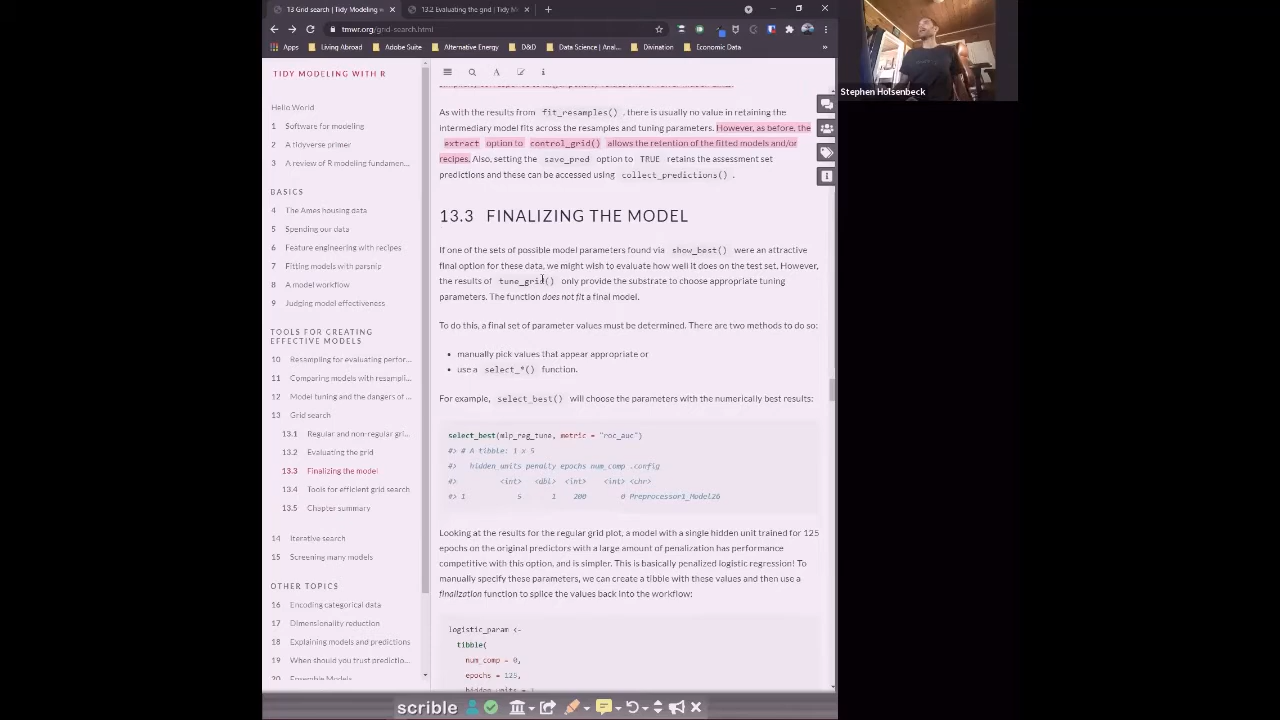 13 Grid search | Tidy Modeling w
13.2 Evaluating the grid | Tidy M
tmwr.org/grid-search.html
Apps
Living Abroad
Adobe Suite
Alternative Energy
D&D
Data Science | Anal...
Divination
Economic Data
Stephen Holsenbeck
TIDY MODELING WITH R
Hello World
1 Software for modeling
2 A tidyverse primer
3 A review of R modeling fundamen...
BASICS
4 The Ames housing data
5 Spending our data
6 Feature engineering with recipes
7 Fitting models with parsnip
8 A model workflow
9 Judging model effectiveness
TOOLS FOR CREATING
EFFECTIVE MODELS
10 Resampling for evaluating perfor...
11 Comparing models with resampli...
12 Model tuning and the dangers of ...
13 Grid search
13.1 Regular and non-regular gri...
13.2 Evaluating the grid
13.3 Finalizing the model
13.4 Tools for efficient grid search
13.5 Chapter summary
14 Iterative search
15 Screening many models
OTHER TOPICS
16 Encoding categorical data
17 Dimensionality reduction
18 Explaining models and predictions
19 When should you trust predictio...
20 Ensemble Models
As with the results from fit_resamples() , there is usually no value in retaining the
intermediary model fits across the resamples and tuning parameters. However, as before, the
extract option to control_grid() allows the retention of the fitted models and/or
recipes. Also, setting the save_pred option to TRUE retains the assessment set
predictions and these can be accessed using collect_predictions() .
13.3 FINALIZING THE MODEL
If one of the sets of possible model parameters found via show_best() were an attractive
final option for these data, we might wish to evaluate how well it does on the test set. However,
the results of tune_grid() only provide the substrate to choose appropriate tuning
parameters. The function does not fit a final model.
To do this, a final set of parameter values must be determined. There are two methods to do so:
• manually pick values that appear appropriate or
• use a select_*() function.
For example, select_best() will choose the parameters with the numerically best results:
select_best(mlp_reg_tune, metric = "roc_auc")
#> # A tibble: 1 x 5
#> hidden_units penalty epochs num_comp .config
#> <int> <dbl> <int> <int> <chr>
#> 1 5 1 200 0 Preprocessor1_Model26
Looking at the results for the regular grid plot, a model with a single hidden unit trained for 125
epochs on the original predictors with a large amount of penalization has performance
competitive with this option, and is simpler. This is basically penalized logistic regression! To
manually specify these parameters, we can create a tibble with these values and then use a
finalization function to splice the values back into the workflow:
logistic_param <-
tibble(
num_comp = 0,
epochs = 125,
hidden_units = 1
scrible